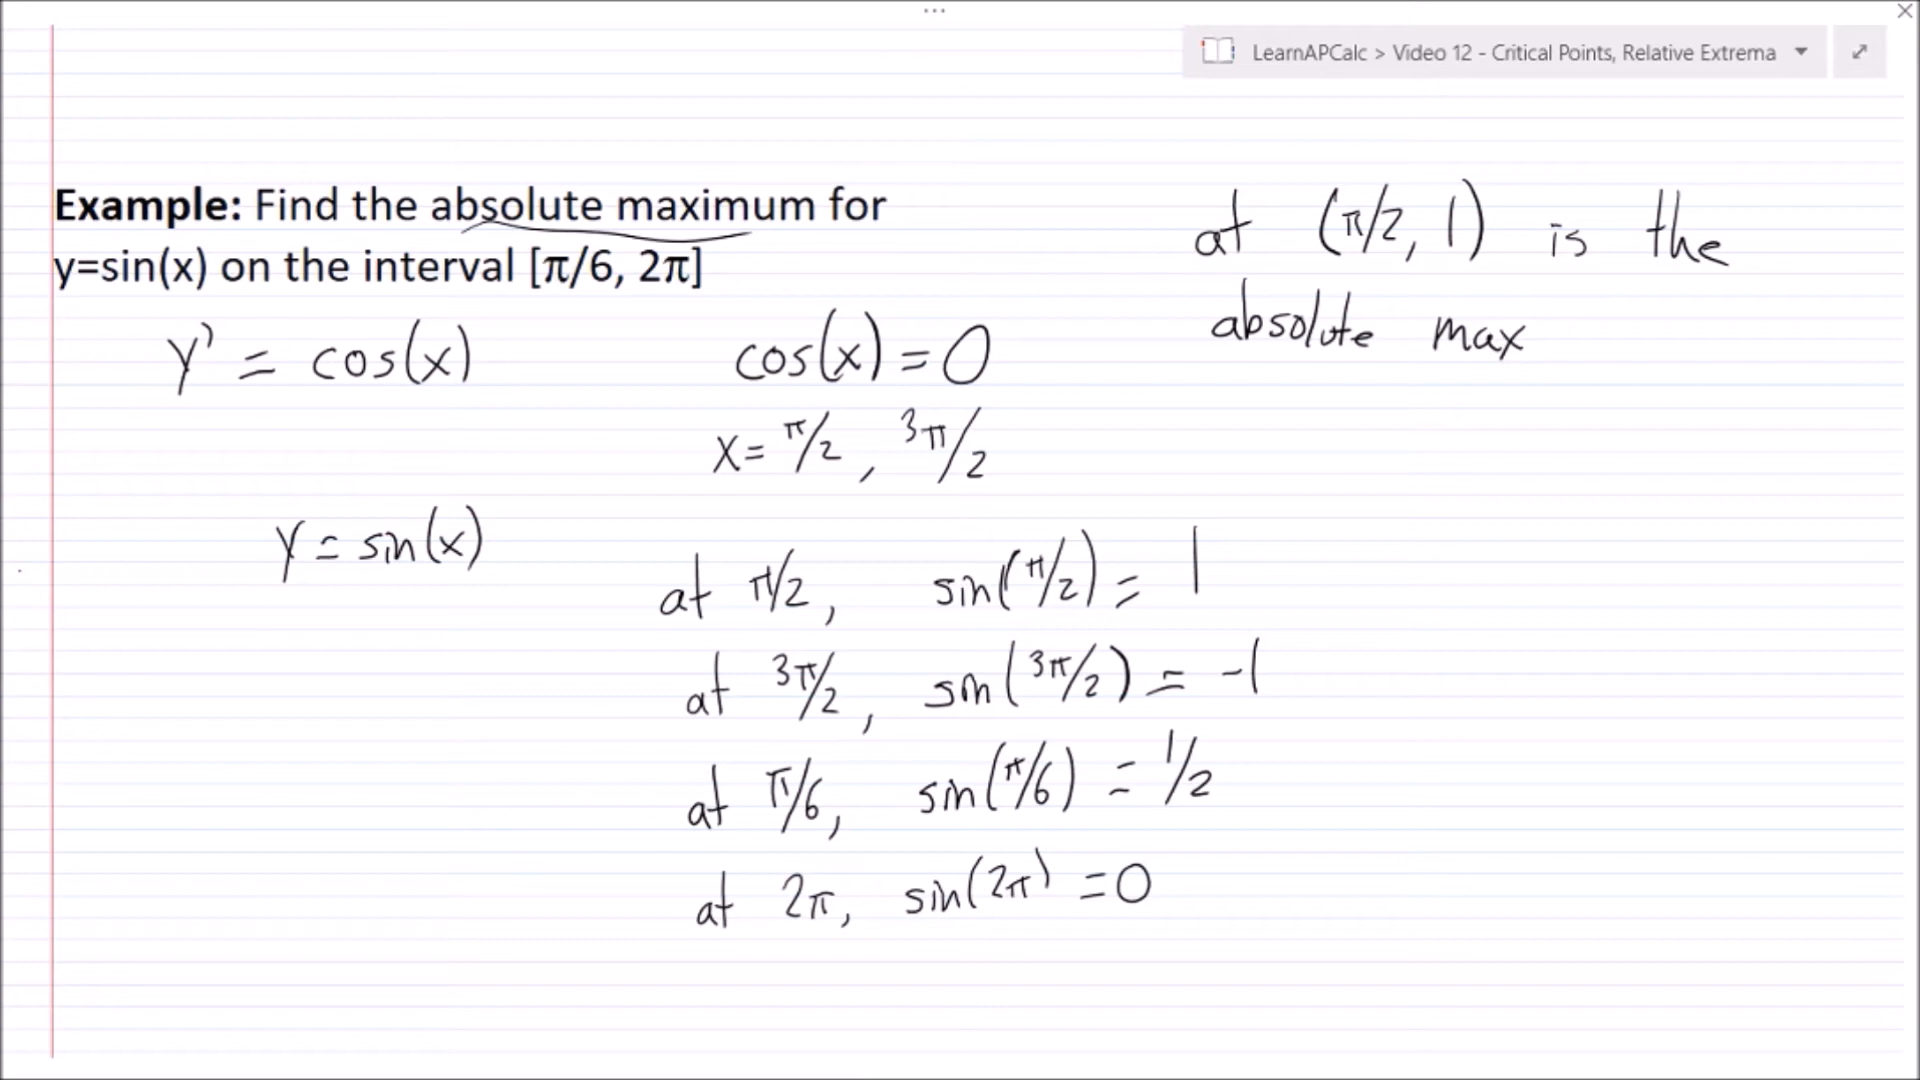 LearnAPCalc > Video 12 - Critical Points, Relative Extrema
Example: Find the absolute maximum for
y=sin(x) on the interval [π/6, 2π]
y' = cos(x)
cos(x) = 0
x = π/2, 3π/2
y = sin(x)
at π/2, sin(π/2) = 1
at 3π/2, sin(3π/2) = -1
at π/6, sin(π/6) = 1/2
at 2π, sin(2π) = 0
at (π/2, 1) is the
absolute max